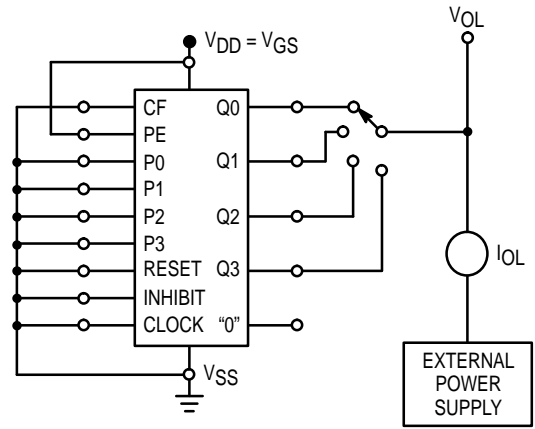 VDD = VGS
VOL
CF
PE
P0
P1
P2
P3
RESET
INHIBIT
CLOCK
Q0
Q1
Q2
Q3
“0”
VSS
IOL
EXTERNAL
POWER
SUPPLY